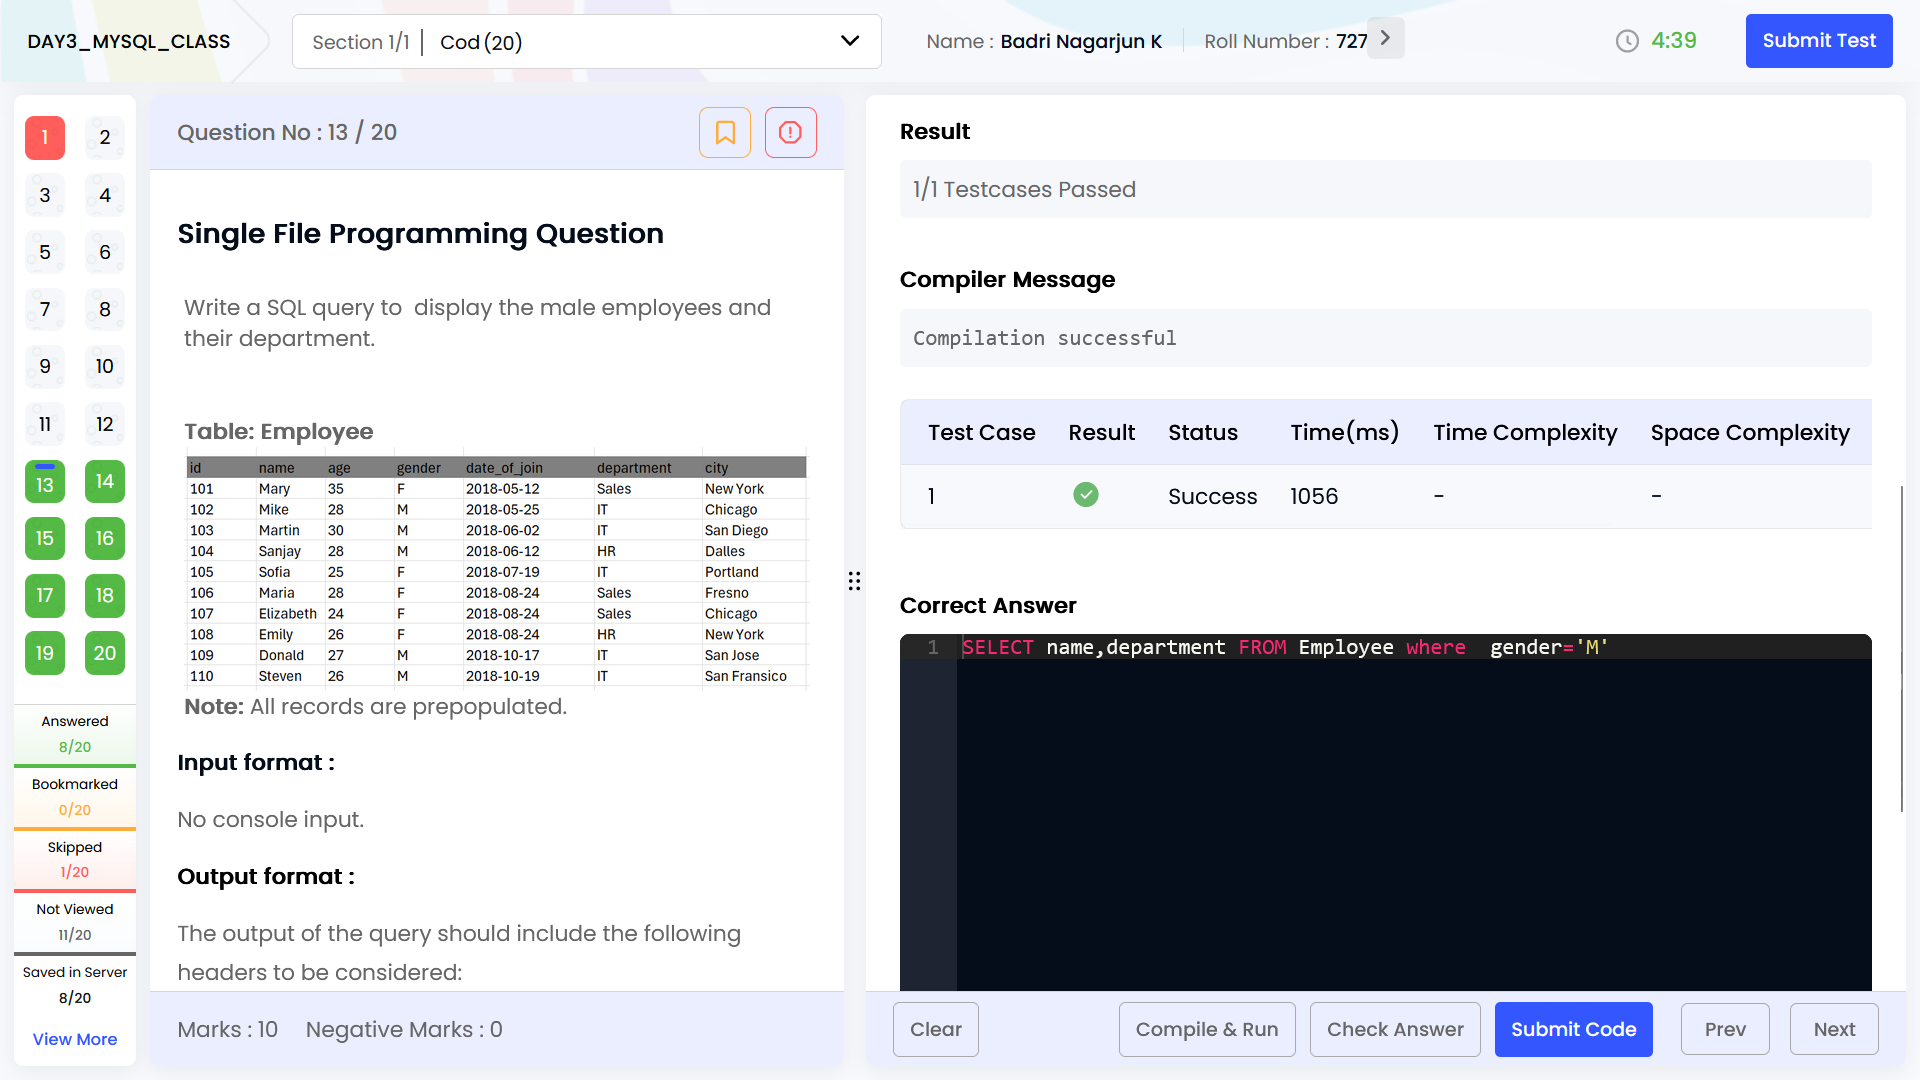 DAY3_MYSQL_CLASS
Section 1/1 | Cod (20)
Name : Badri Nagarjun K
Roll Number : 727
4:39
Submit Test
1 2
3 4
5 6
7 8
9 10
11 12
13 14
15 16
17 18
19 20
Answered
8/20
Bookmarked
0/20
Skipped
1/20
Not Viewed
11/20
Saved in Server
8/20
View More
Question No : 13 / 20
Single File Programming Question
Write a SQL query to  display the male employees and
their department.
Table: Employee
id name age gender date_of_join department city
101 Mary 35 F 2018-05-12 Sales New York
102 Mike 28 M 2018-05-25 IT Chicago
103 Martin 30 M 2018-06-02 IT San Diego
104 Sanjay 28 M 2018-06-12 HR Dalles
105 Sofia 25 F 2018-07-19 IT Portland
106 Maria 28 F 2018-08-24 Sales Fresno
107 Elizabeth 24 F 2018-08-24 Sales Chicago
108 Emily 26 F 2018-08-24 HR New York
109 Donald 27 M 2018-10-17 IT San Jose
110 Steven 26 M 2018-10-19 IT San Fransico
Note: All records are prepopulated.
Input format :
No console input.
Output format :
The output of the query should include the following
headers to be considered:
Marks : 10 Negative Marks : 0
Result
1/1 Testcases Passed
Compiler Message
Compilation successful
Test Case Result Status Time(ms) Time Complexity Space Complexity
1 Success 1056 - -
Correct Answer
1 SELECT name,department FROM Employee where  gender='M'
Clear
Compile & Run
Check Answer
Submit Code
Prev
Next